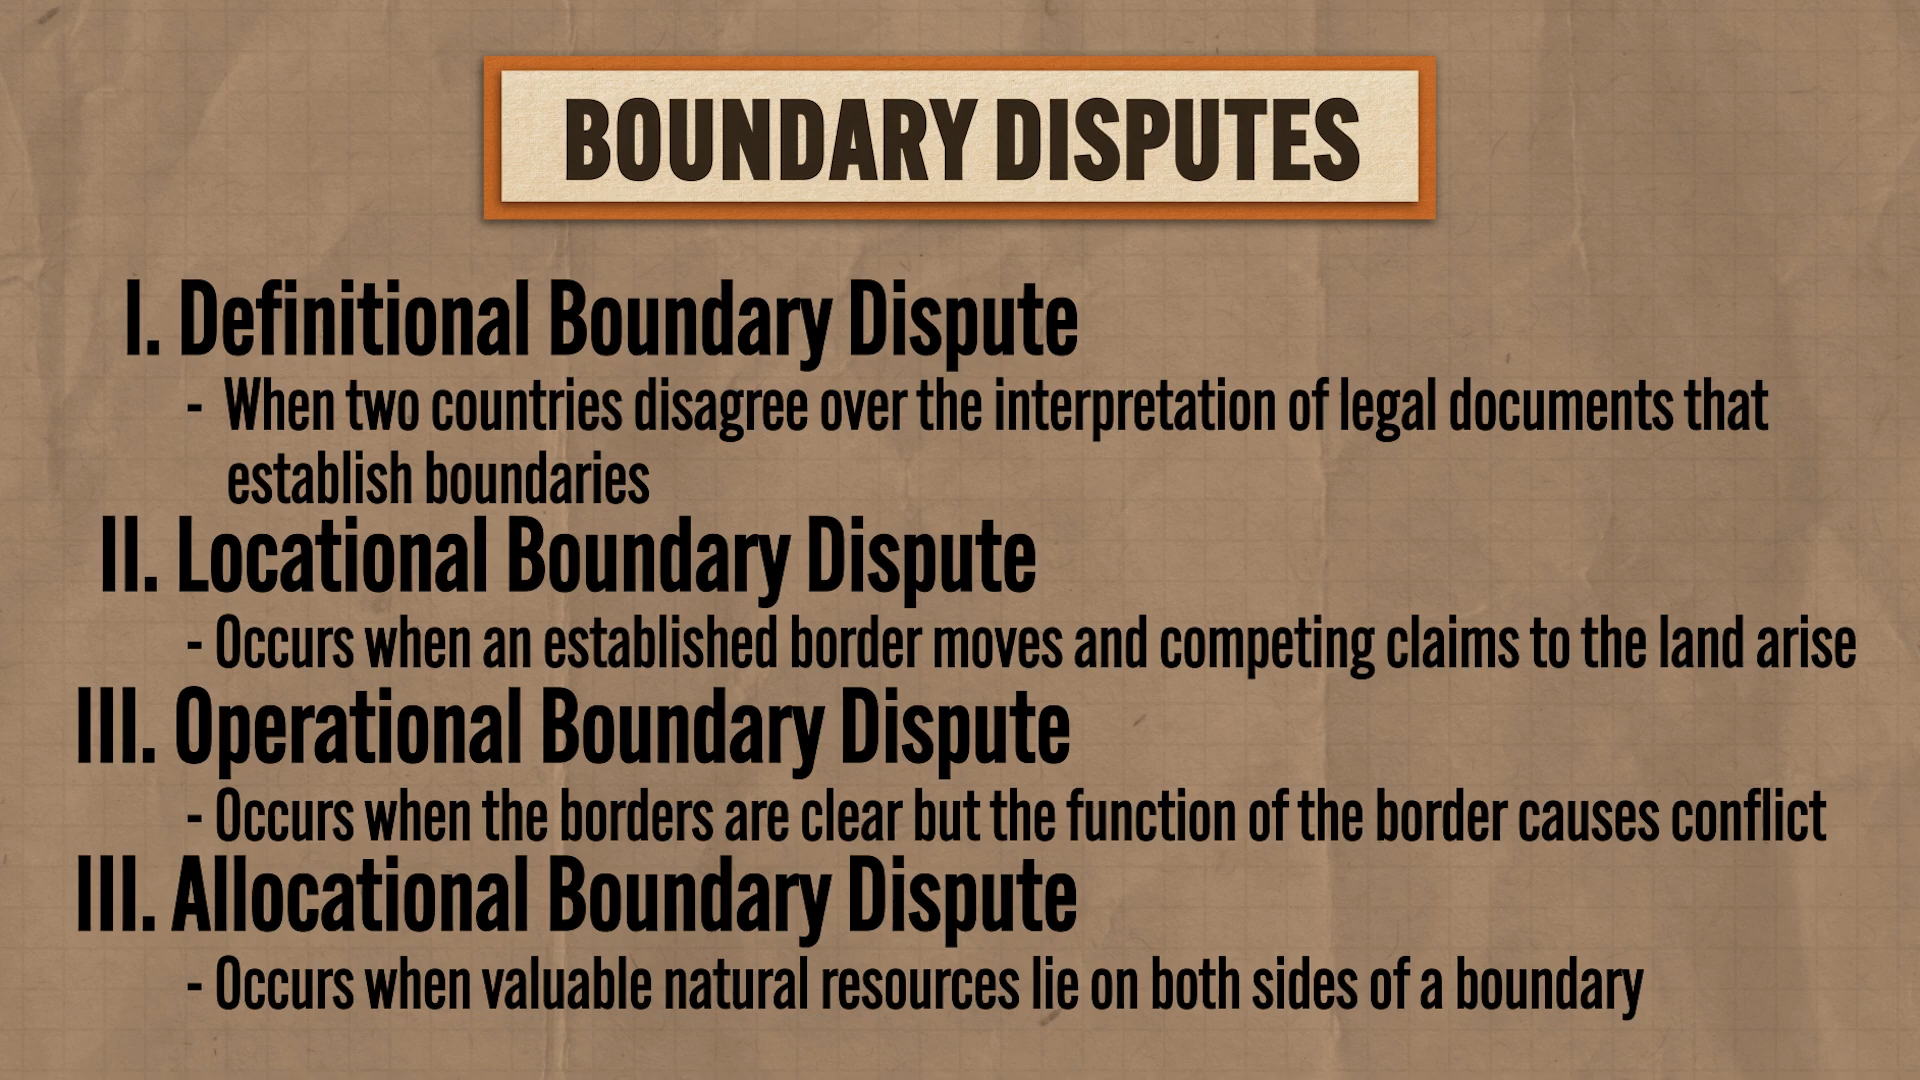 BOUNDARY DISPUTES
I. Definitional Boundary Dispute
- When two countries disagree over the interpretation of legal documents that
establish boundaries
II. Locational Boundary Dispute
- Occurs when an established border moves and competing claims to the land arise
III. Operational Boundary Dispute
- Occurs when the borders are clear but the function of the border causes conflict
III. Allocational Boundary Dispute
- Occurs when valuable natural resources lie on both sides of a boundary